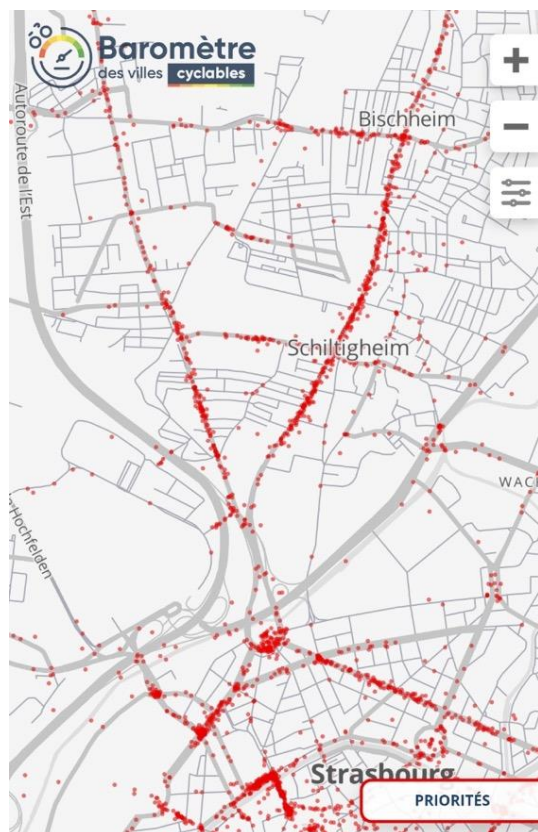 Baromètre
des villes cyclables
Autoroute de l'Est
Bischheim
Schiltigheim
WAC
Hochfelden
Strasbourg
PRIORITÉS